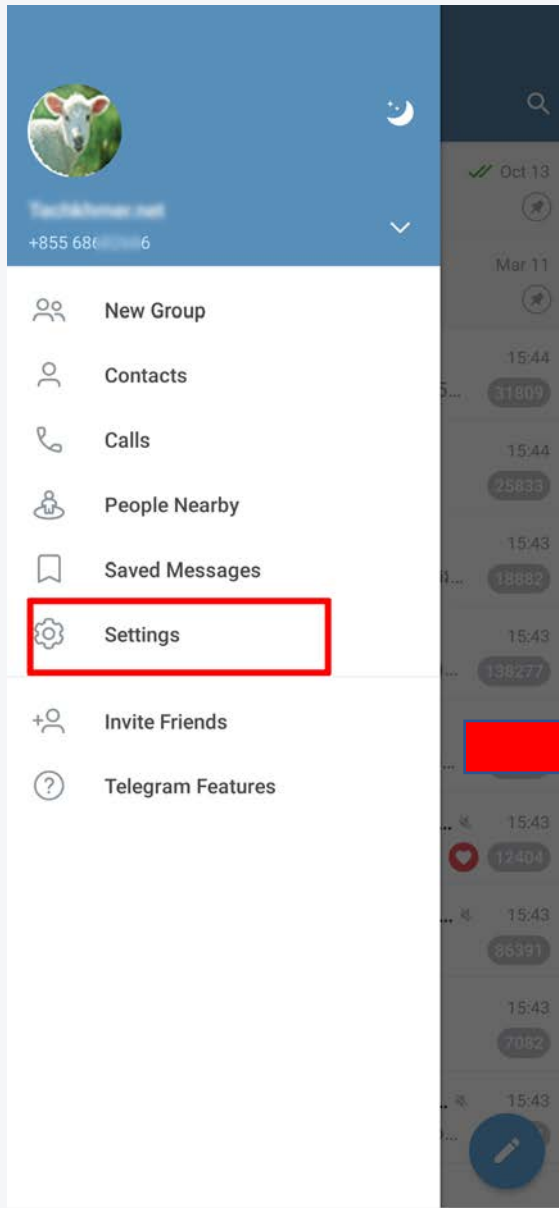 Oct 13
+855 68
6
Mar 11
New Group
15:44
Contacts
31809
15:44
Calls
25833
People Nearby
15:43
Saved Messages
18882
Settings
15:43
138277
Invite Friends
Telegram Features
15:43
12404
15:43
86391
15:43
7082
15:43